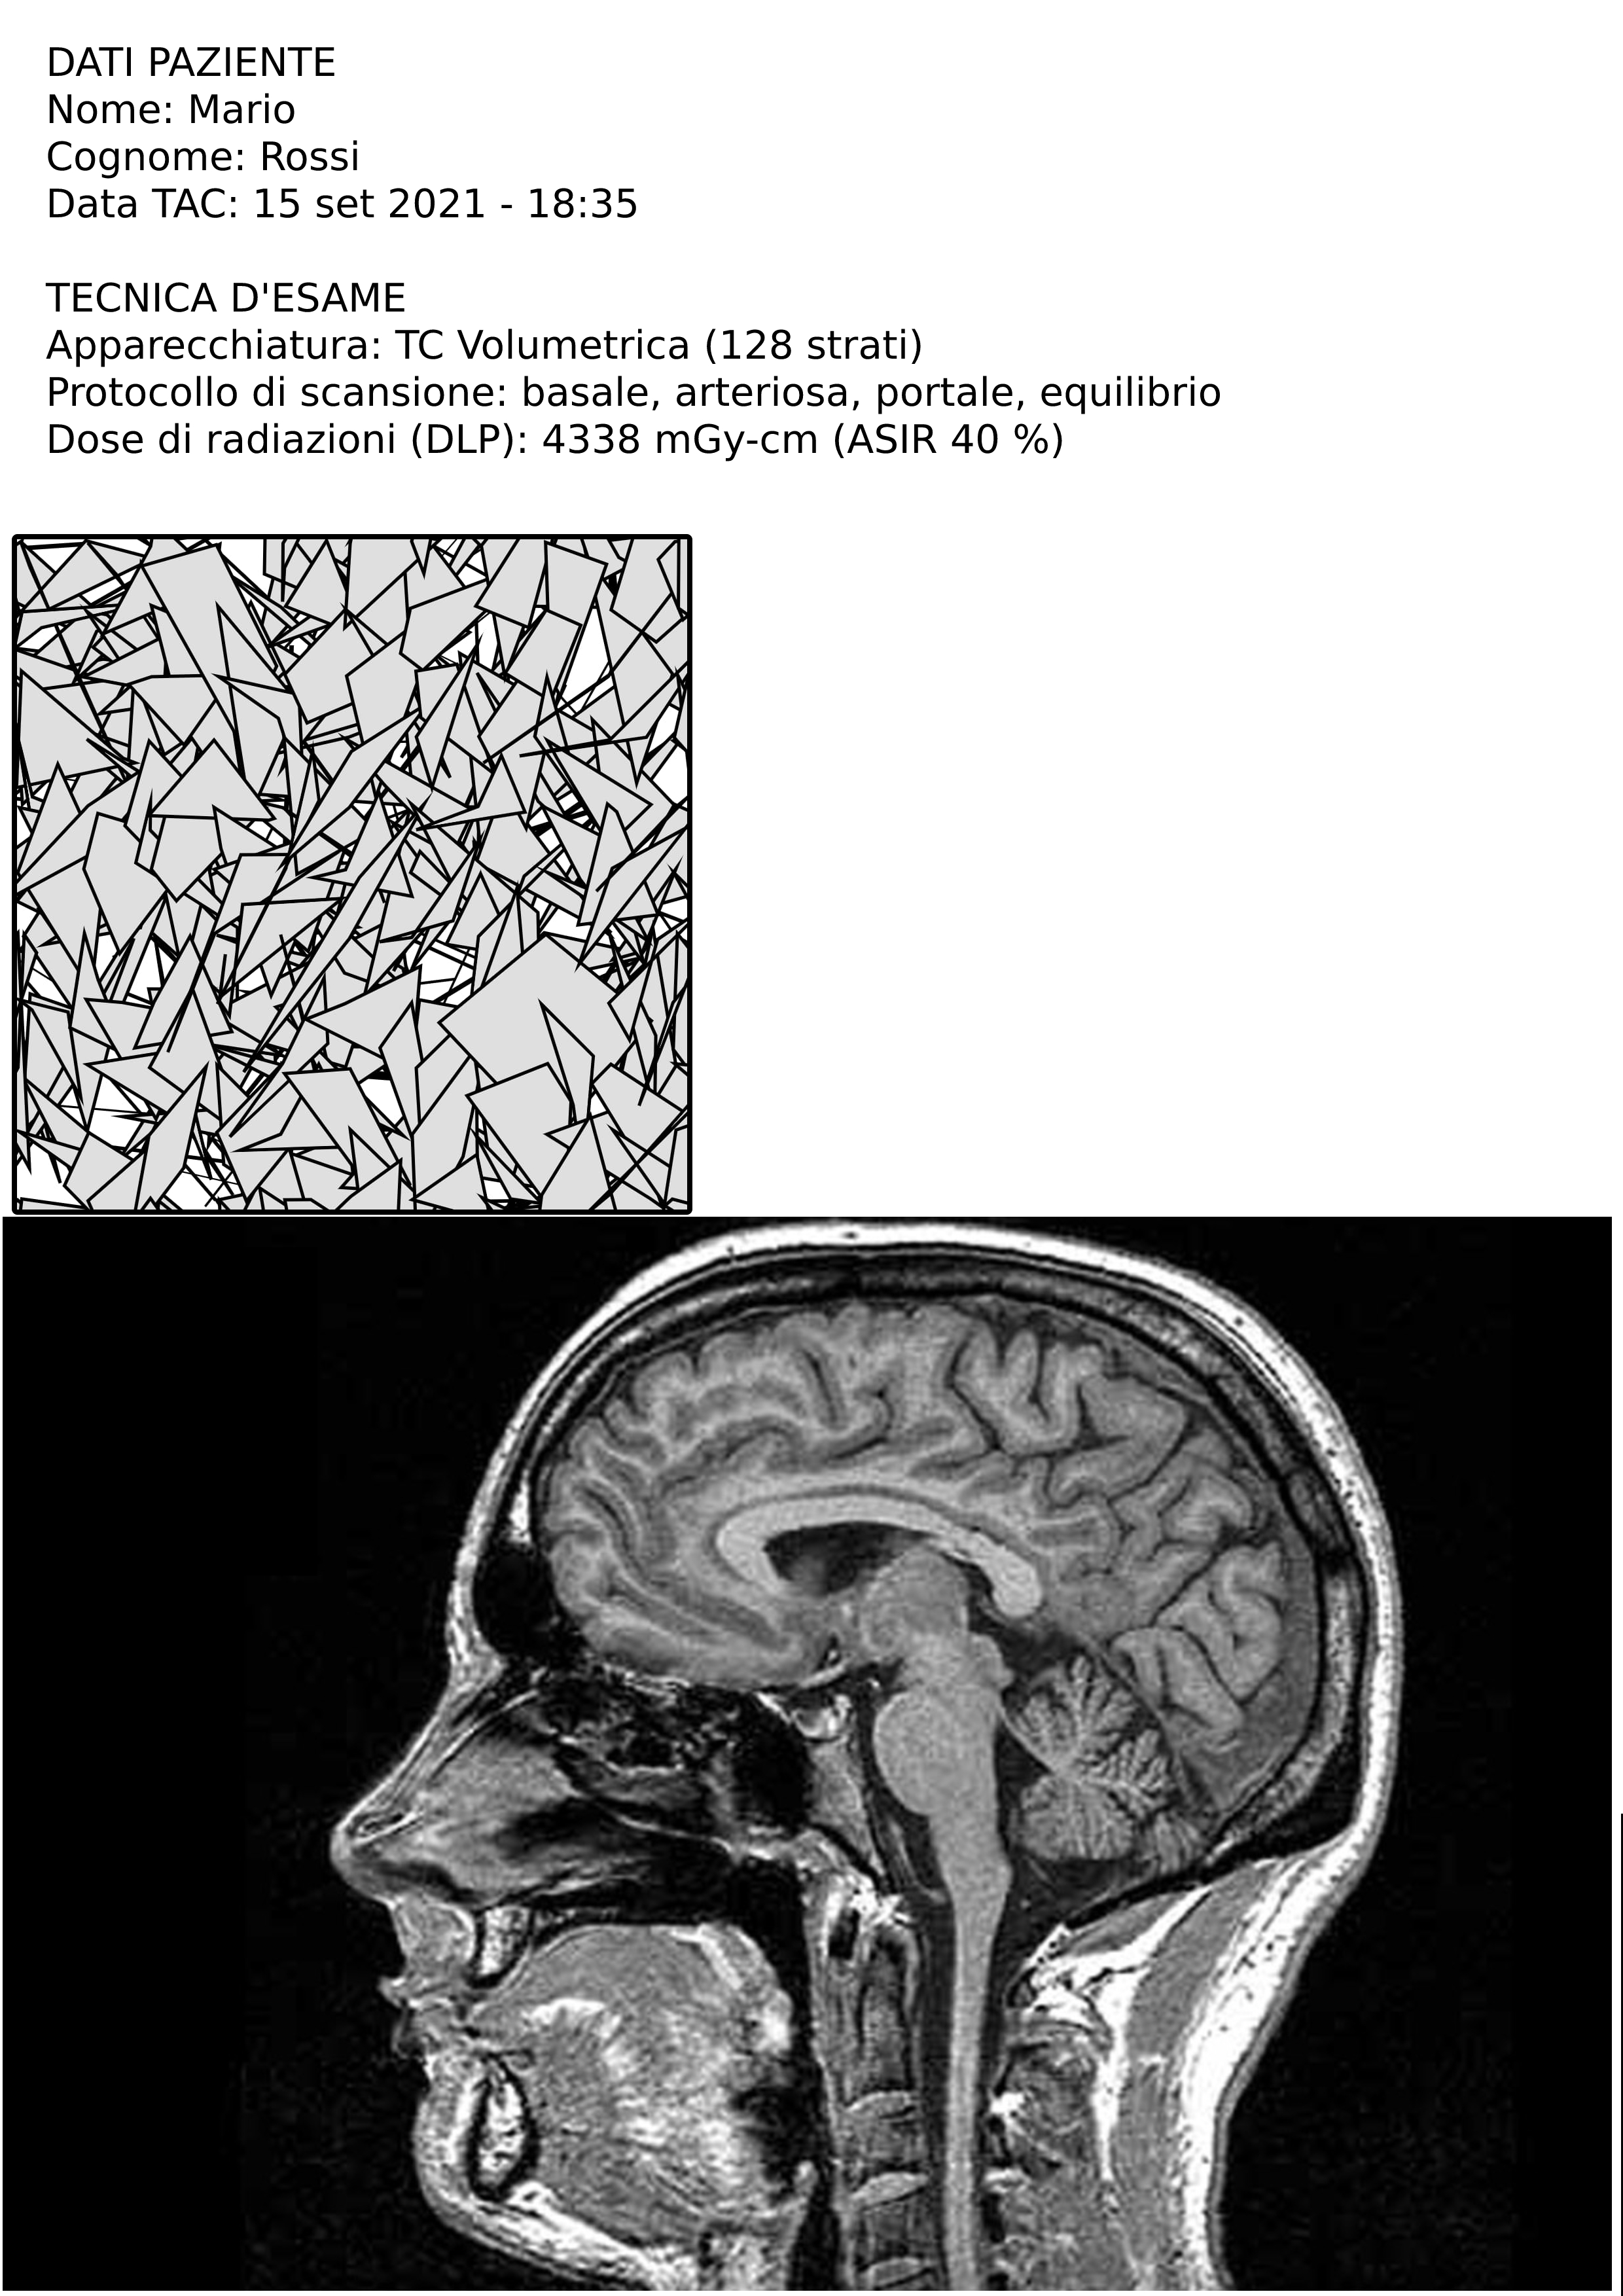 DATI PAZIENTE
Nome: Mario
Cognome: Rossi
Data TAC: 15 set 2021 - 18:35
TECNICA D'ESAME
Apparecchiatura: TC Volumetrica (128 strati)
Protocollo di scansione: basale, arteriosa, portale, equilibrio
Dose di radiazioni (DLP): 4338 mGy-cm (ASIR 40 %)